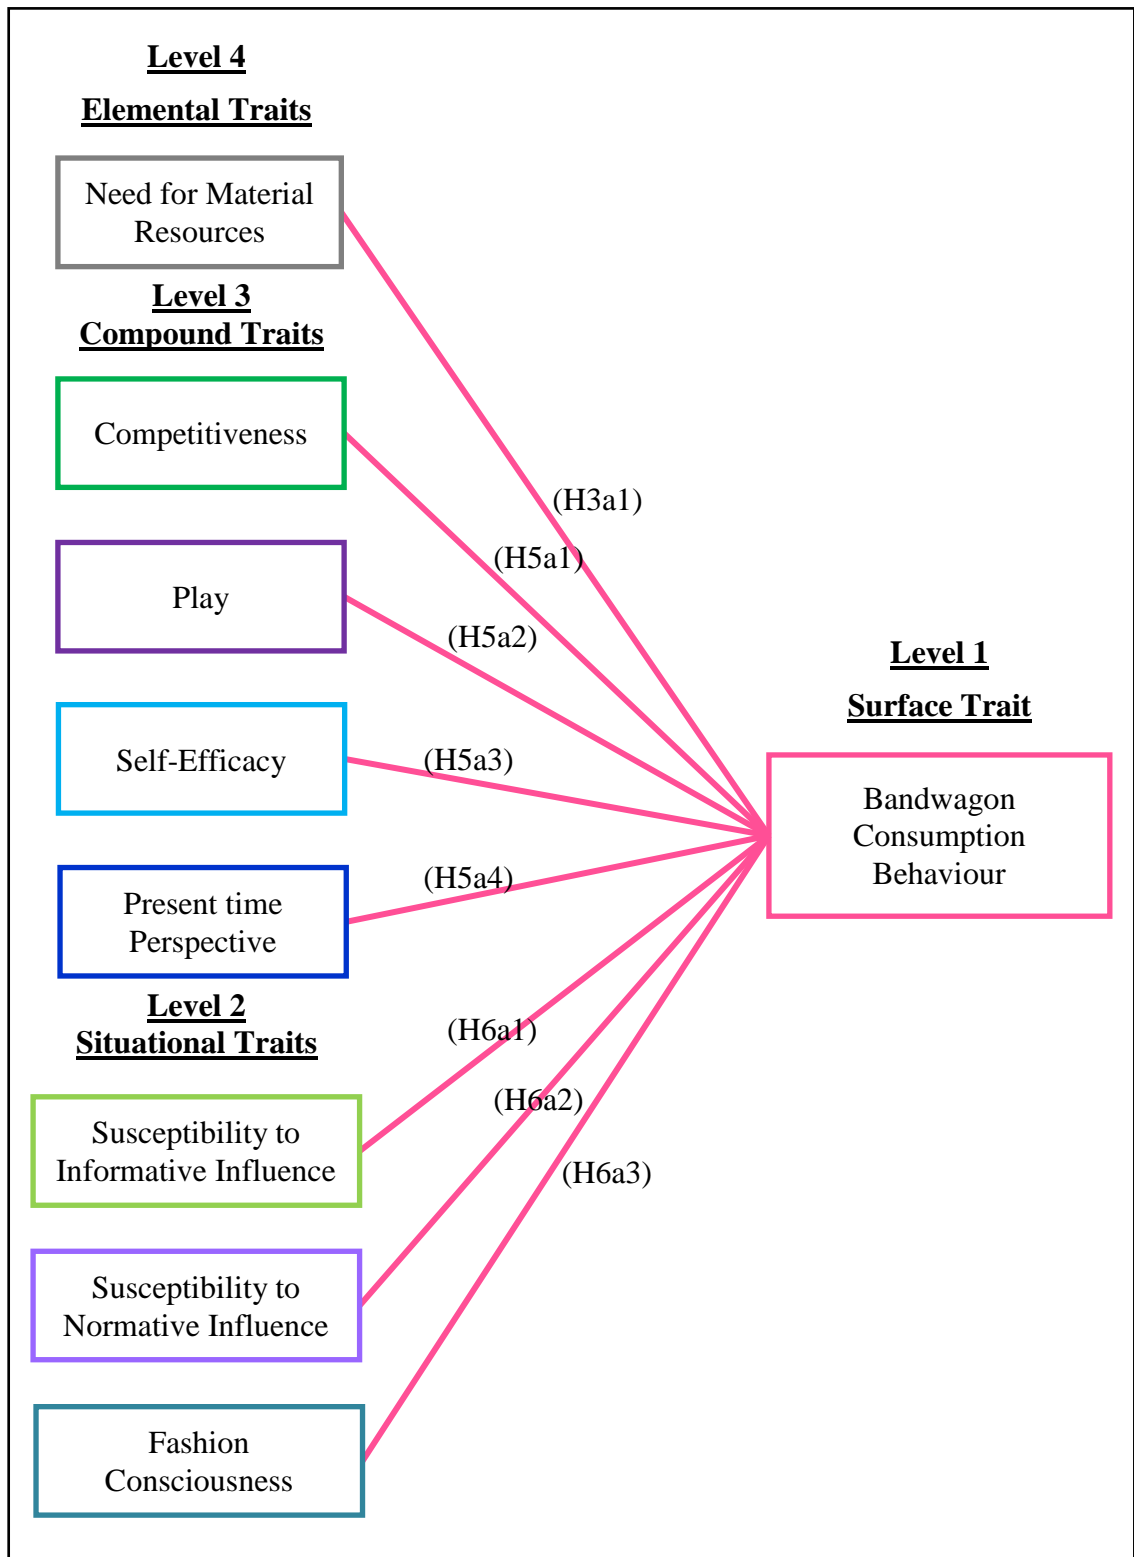 Level 4
Elemental Traits
Need for Material
Resources
Level 3
Compound Traits
Competitiveness
(H3a1)
(H5a1)
Play
(H5a2)
Level 1
Surface Trait
Self-Efficacy
(H5a3)
Bandwagon
Consumption
Behaviour
(H5a4)
Present time
Perspective
Level 2
Situational Traits
(H6a1)
(H6a2)
Susceptibility to
Informative Influence
(H6a3)
Susceptibility to
Normative Influence
Fashion
Consciousness